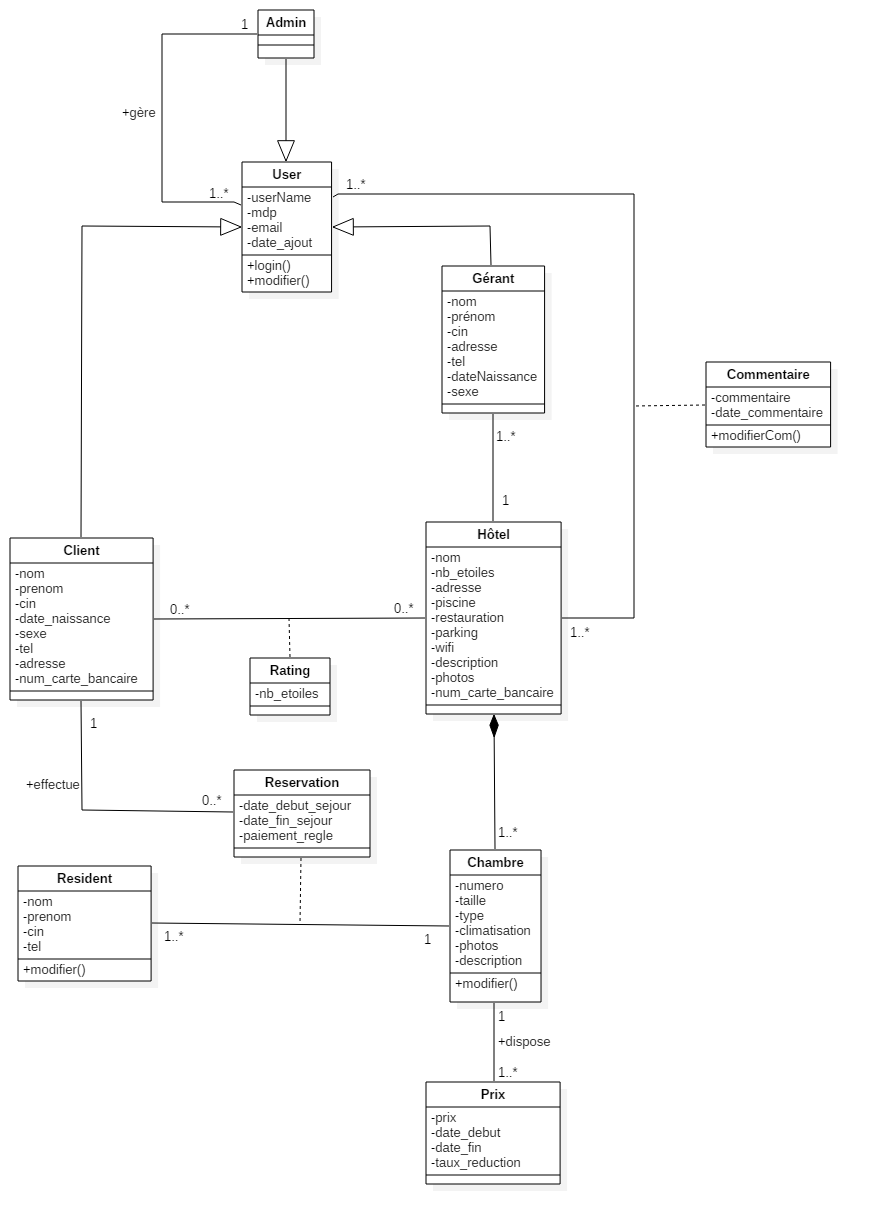 Admin
1
+gère
1..*
User
-userName
-mdp
-email
-date_ajout
+login()
+modifier()
1..*
Gérant
-nom
-prénom
-cin
-adresse
-tel
-dateNaissance
-sexe
Commentaire
-commentaire
-date_commentaire
+modifierCom()
1..*
1
Hôtel
-nom
-nb_etoiles
-adresse
-piscine
-restauration
-parking
-wifi
-description
-photos
-num_carte_bancaire
1..*
Client
-nom
-prenom
-cin
-date_naissance
-sexe
-tel
-adresse
-num_carte_bancaire
0..*
0..*
Rating
-nb_etoiles
1
+effectue
0..*
Reservation
-date_debut_sejour
-date_fin_sejour
-paiement_regle
1..*
Resident
-nom
-prenom
-cin
-tel
+modifier()
1..*
1
Chambre
-numero
-taille
-type
-climatisation
-photos
-description
+modifier()
1
+dispose
1..*
Prix
-prix
-date_debut
-date_fin
-taux_reduction